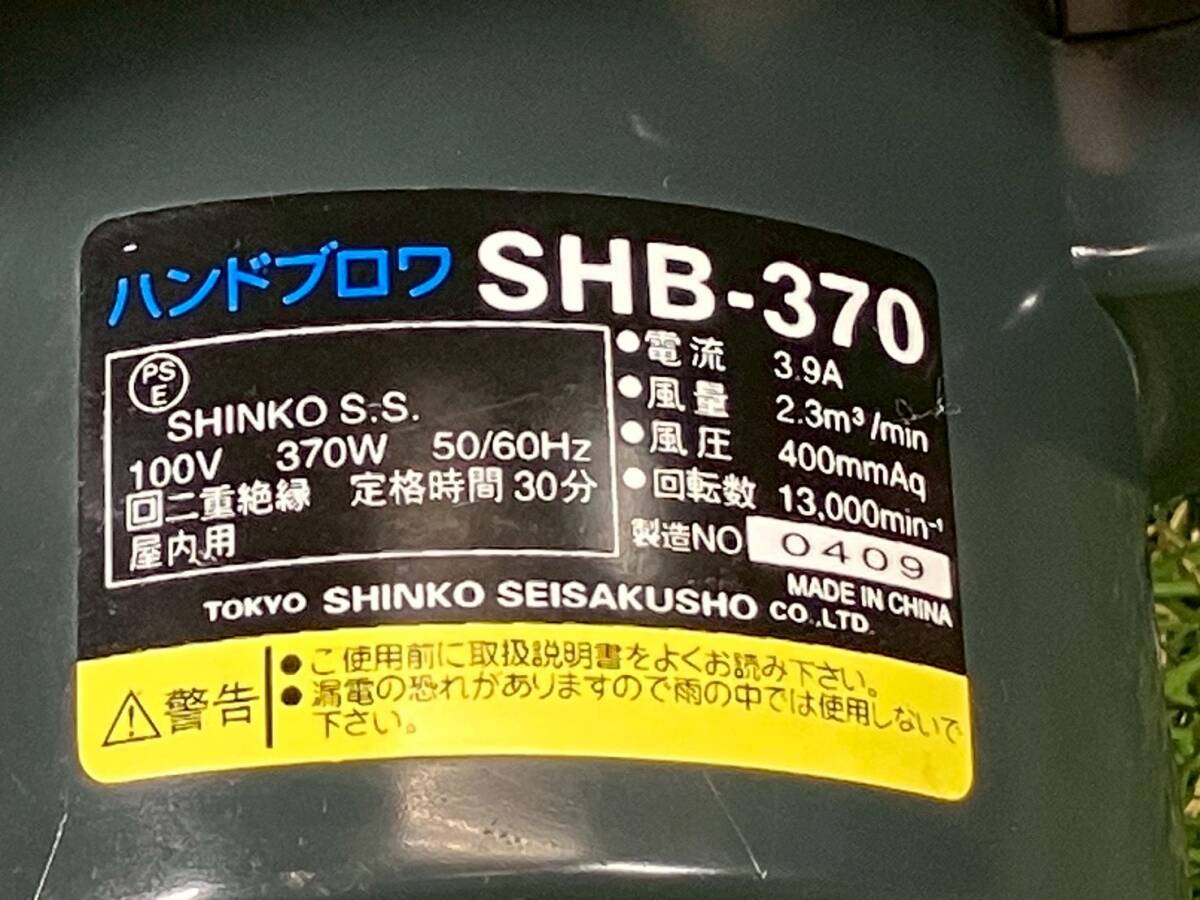 ハンドブロワ SHB-370
PS
E
SHINKO S.S.
100V 370W 50/60Hz
回二重絶縁 定格時間 30分
屋内用
●電流 3.9A
●風量 2.3m³/min
●風圧 400mmAq
●回転数 13,000min⁻¹
製造NO 0409
MADE IN CHINA
TOKYO SHINKO SEISAKUSHO CO.,LTD.
⚠警告
●ご使用前に取扱説明書をよくお読み下さい。
●漏電の恐れがありますので雨の中では使用しないで
下さい。